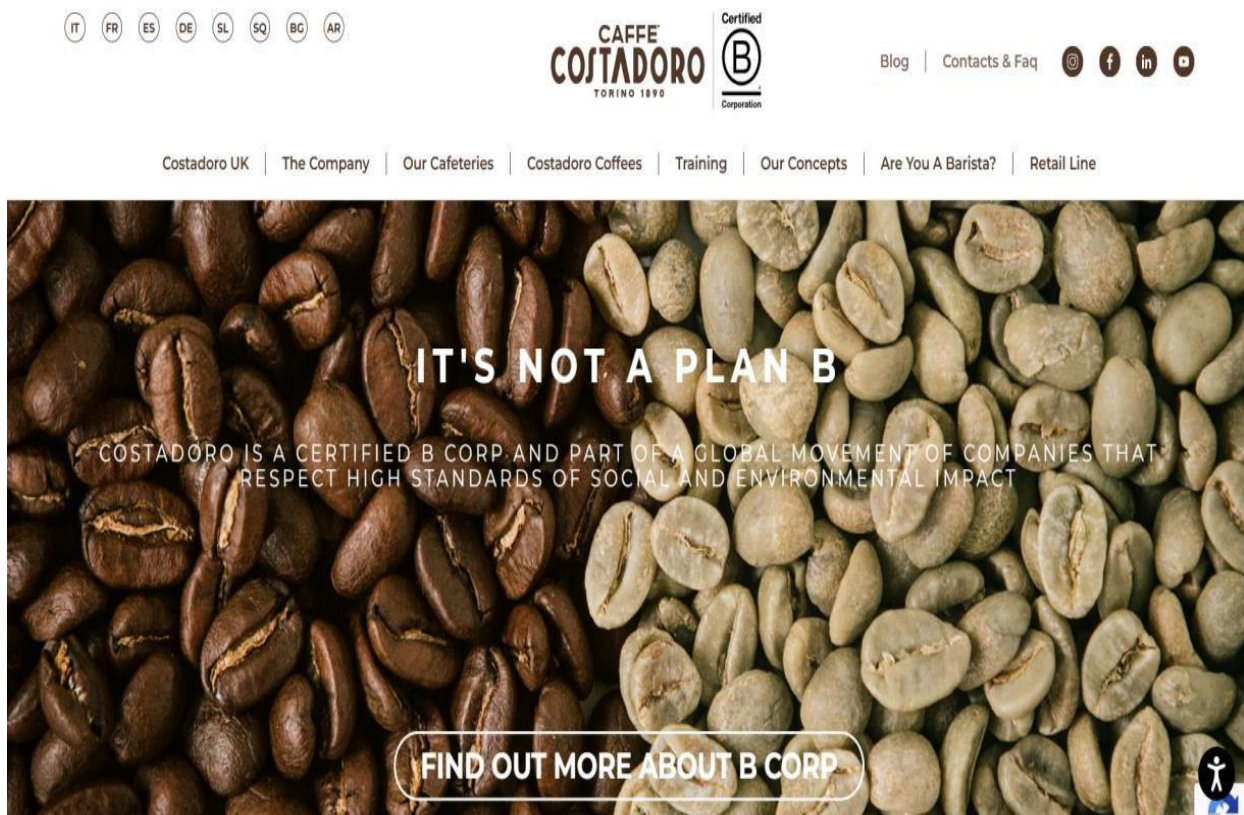 IT FR ES DE SL SQ BG AR
CAFFE'
COSTADORO
TORINO 1890
Certified
B
Corporation
Blog | Contacts & Faq
Costadoro UK | The Company | Our Cafeteries | Costadoro Coffees | Training | Our Concepts | Are You A Barista? | Retail Line
IT'S NOT A PLAN B
COSTADORO IS A CERTIFIED B CORP AND PART OF A GLOBAL MOVEMENT OF COMPANIES THAT
RESPECT HIGH STANDARDS OF SOCIAL AND ENVIRONMENTAL IMPACT
FIND OUT MORE ABOUT B CORP